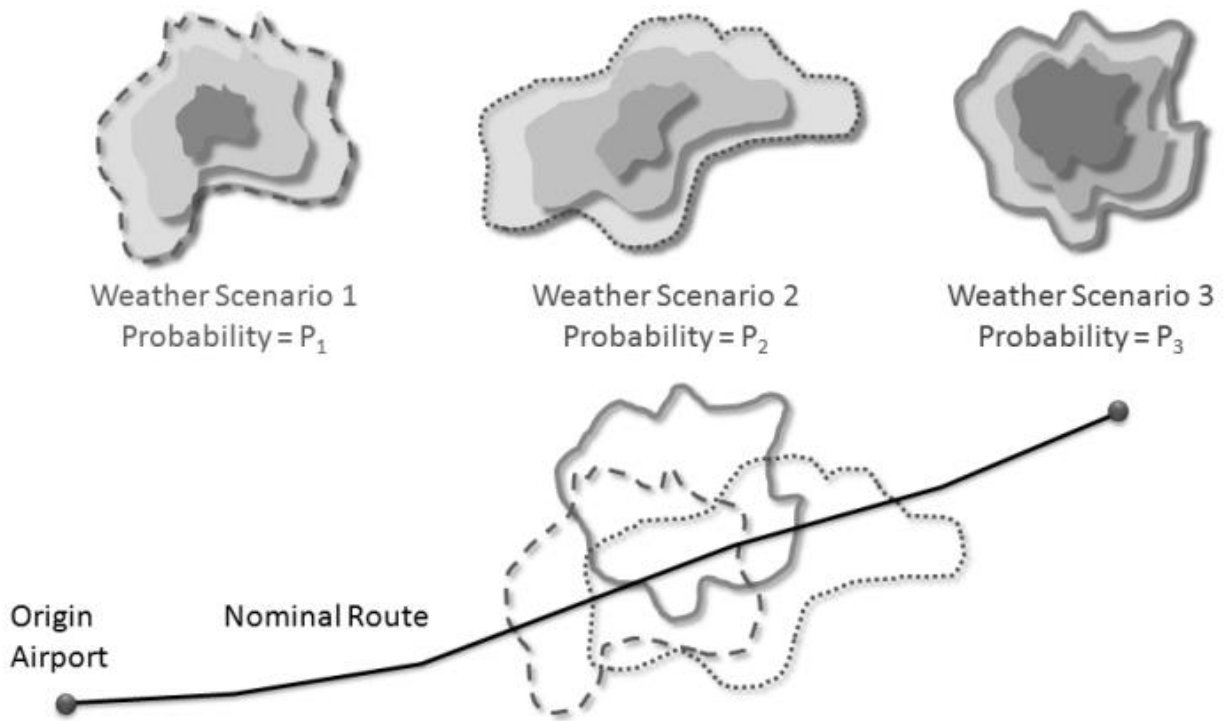 Weather Scenario 1
Probability = P₁
Weather Scenario 2
Probability = P₂
Weather Scenario 3
Probability = P₃
Origin
Airport
Nominal Route